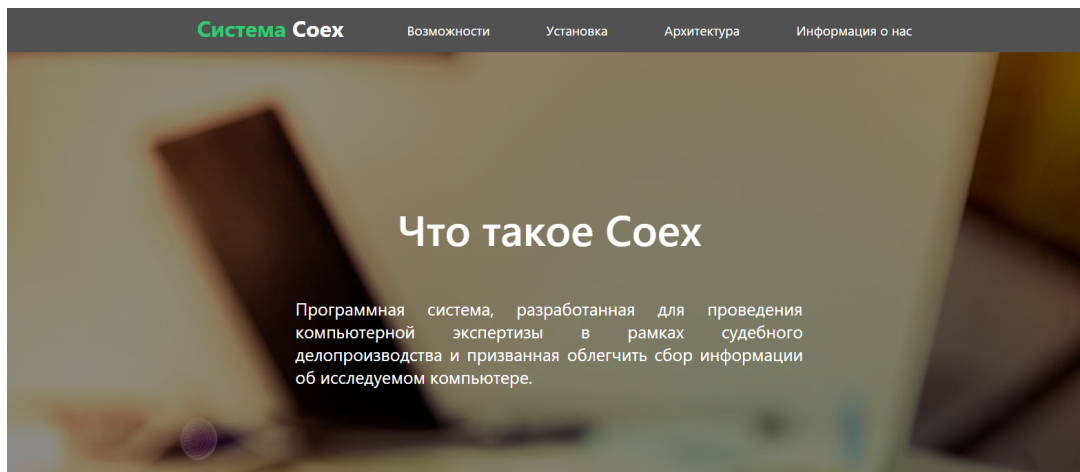 Система Coex Возможности Установка Архитектура Информация о нас
Что такое Coex
Программная система, разработанная для проведения
компьютерной экспертизы в рамках судебного
делопроизводства и призванная облегчить сбор информации
об исследуемом компьютере.